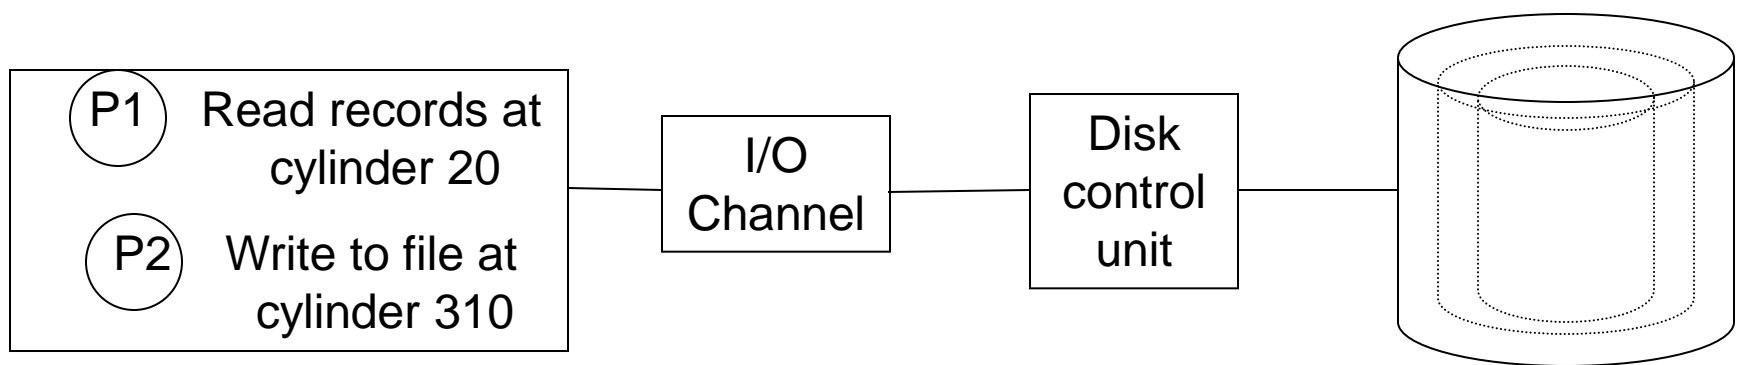 P1 Read records at
cylinder 20
P2 Write to file at
cylinder 310
I/O
Channel
Disk
control
unit